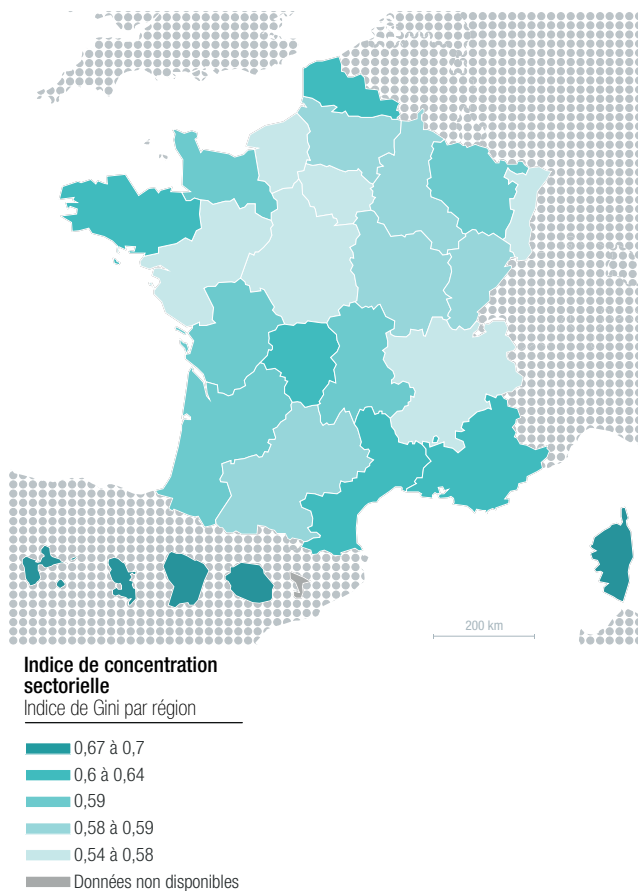 200 km
Indice de concentration
sectorielle
Indice de Gini par région
0,67 à 0,7
0,6 à 0,64
0,59
0,58 à 0,59
0,54 à 0,58
Données non disponibles